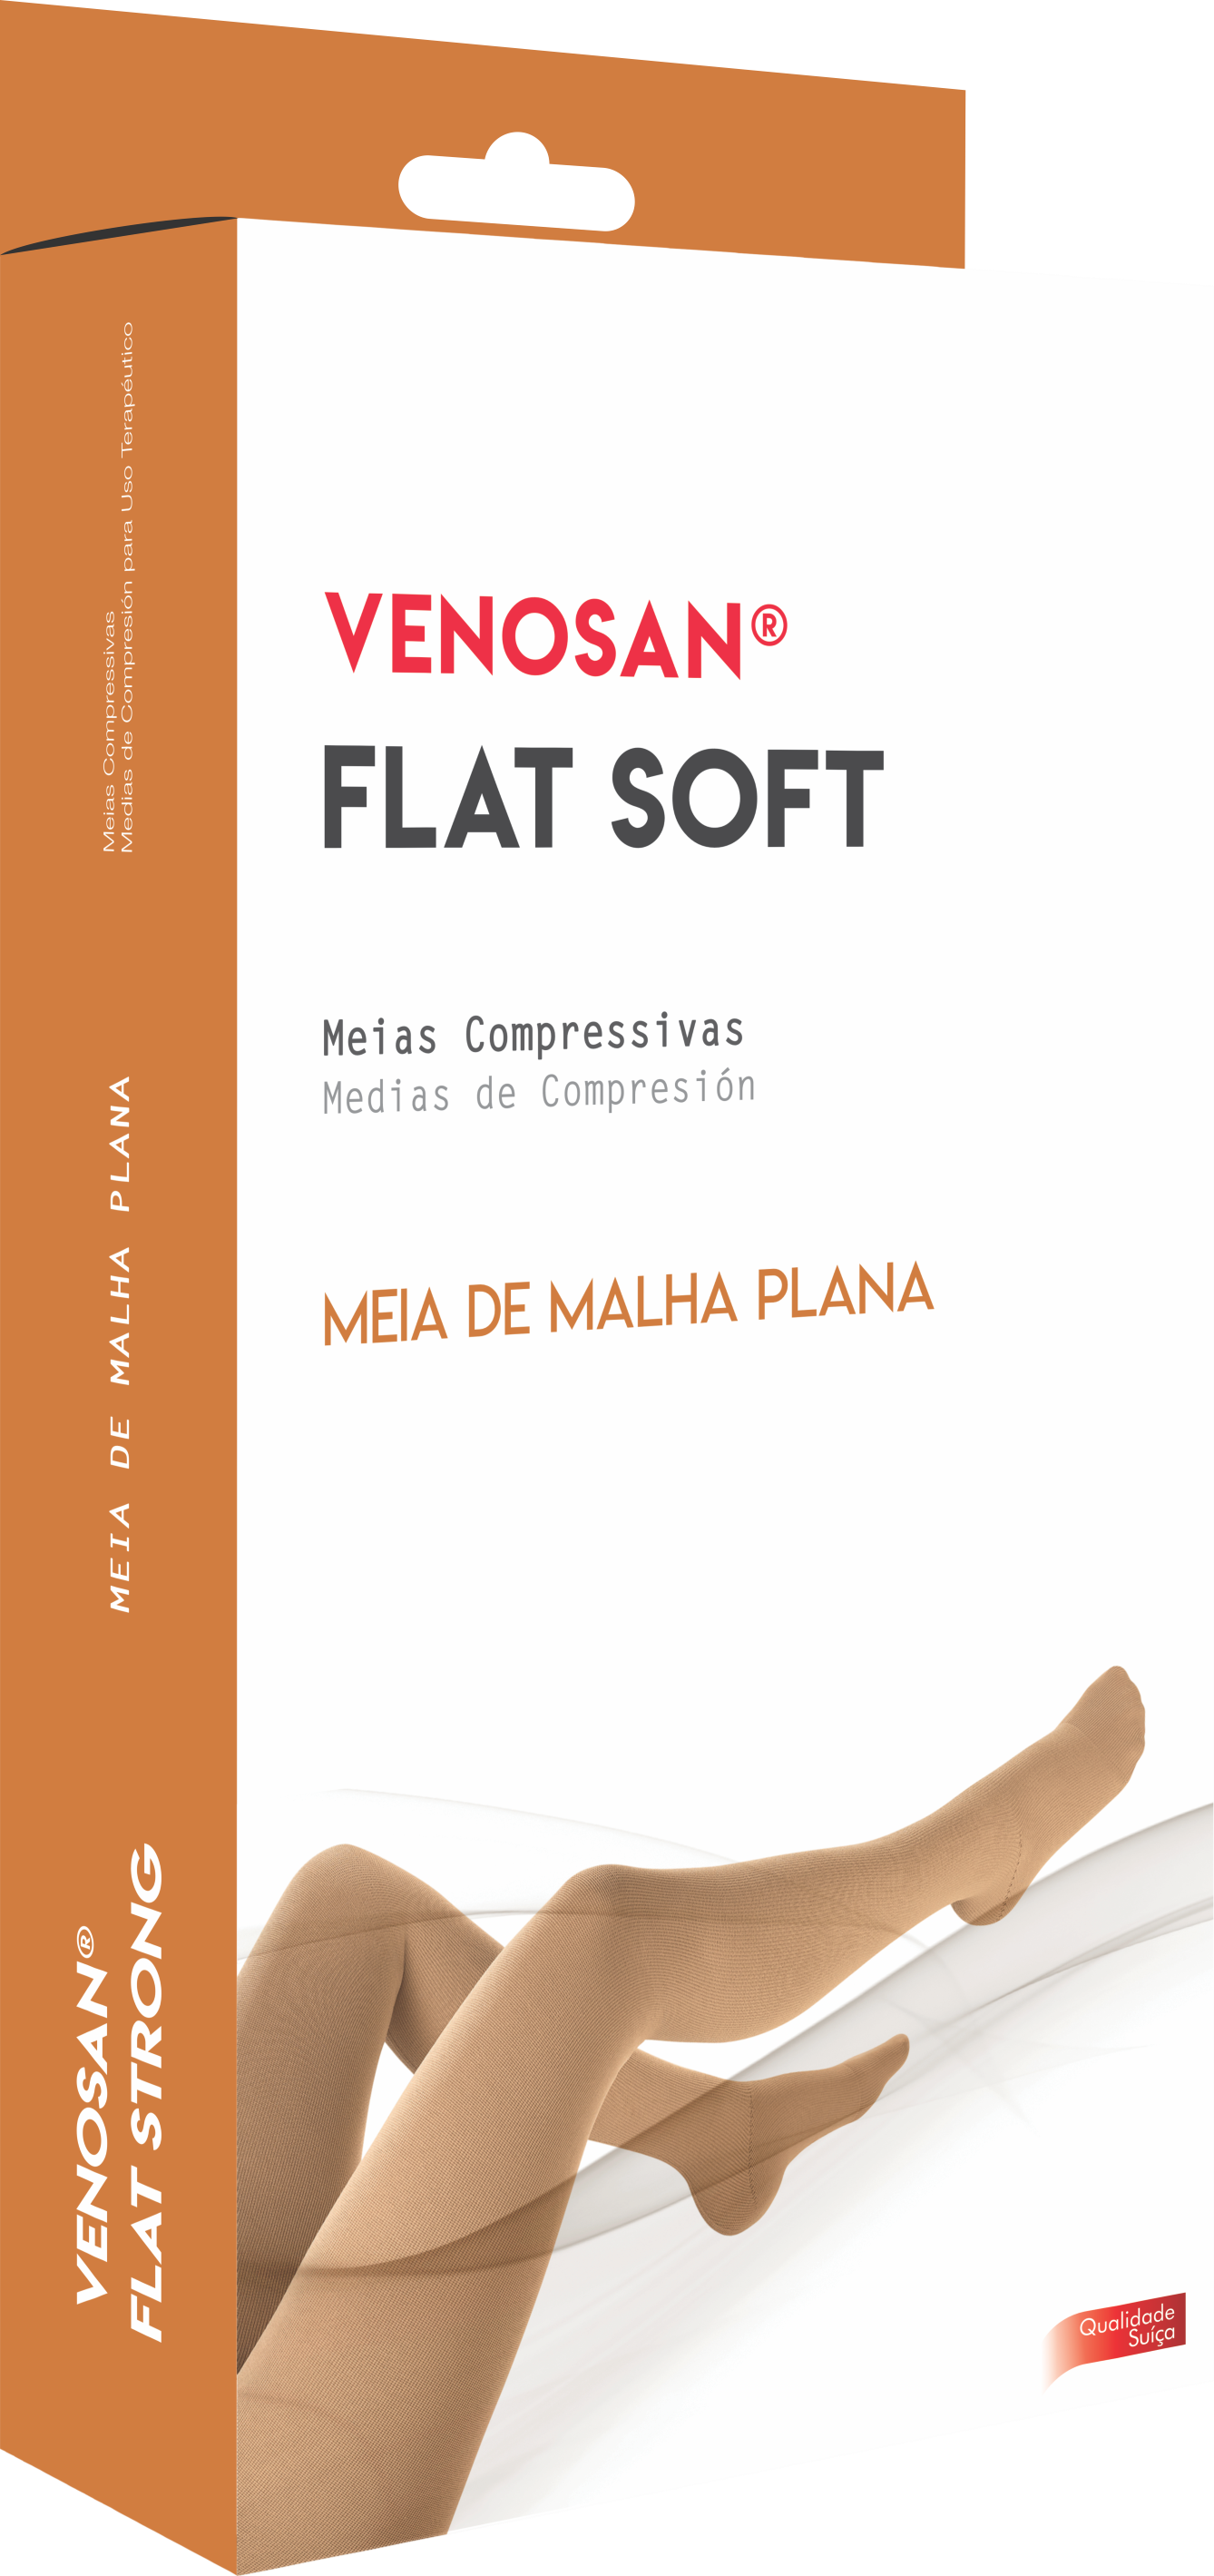 VENOSAN®
FLAT SOFT
Meias Compressivas
Medias de Compresión
MEIA DE MALHA PLANA
Qualidade
Suíça
Meias Compressivas
Medias de Compresión para Uso Terapéutico
MEIA DE MALHA PLANA
VENOSAN®
FLAT STRONG